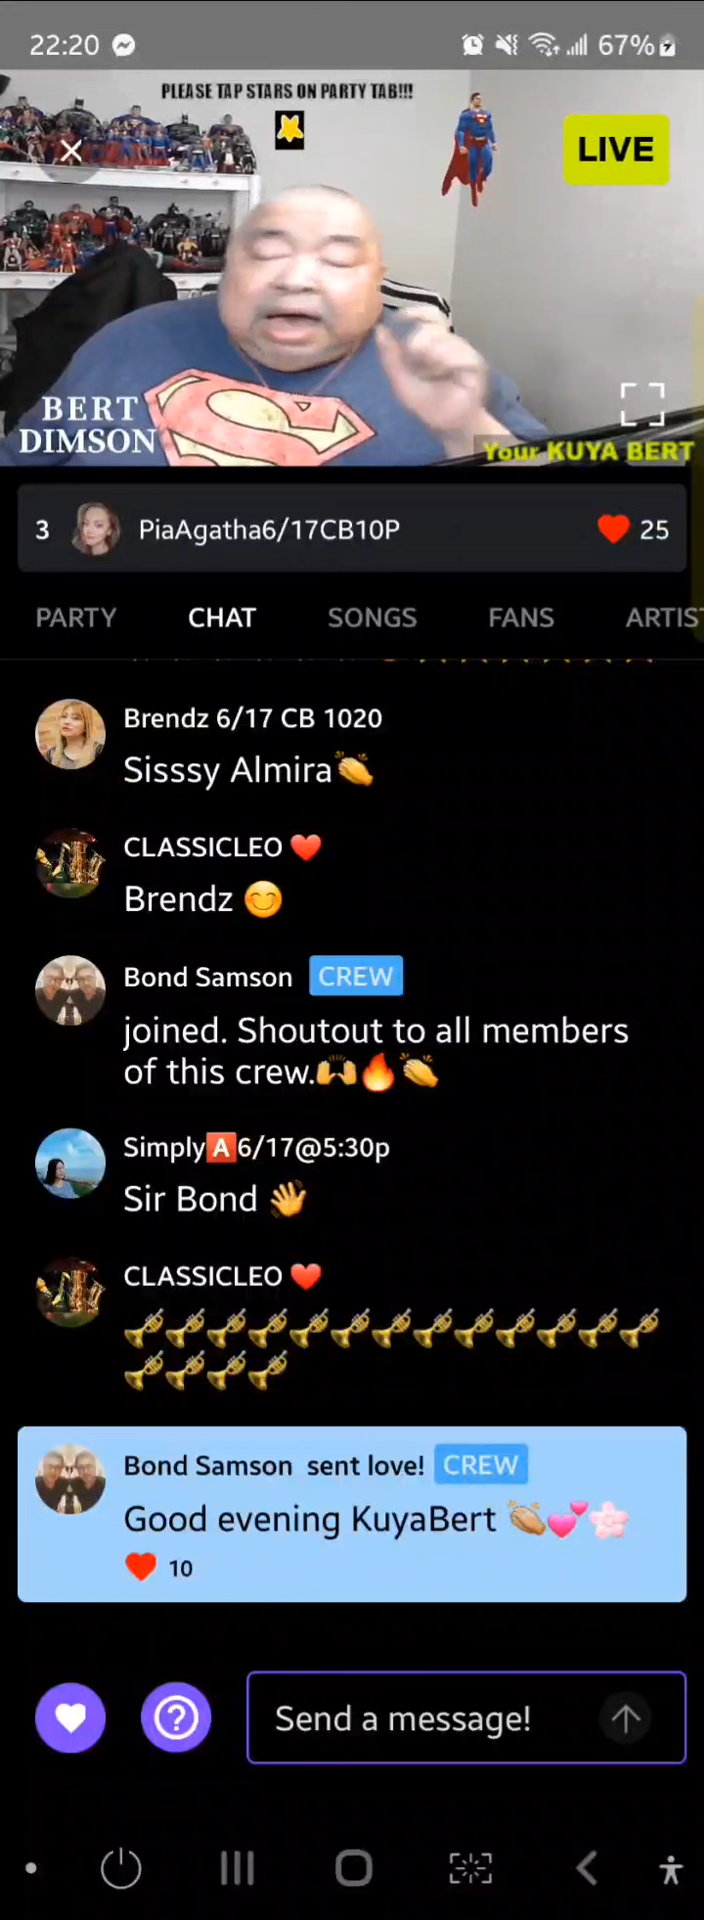 22:20
67%
PLEASE TAP STARS ON PARTY TAB!!!
LIVE
BERT
DIMSON
Your KUYA BERT
3 PiaAgatha6/17CB10P ❤️ 25
PARTY CHAT SONGS FANS ARTIS
Brendz 6/17 CB 1020
Sisssy Almira👏
CLASSICLEO ❤️
Brendz 😊
Bond Samson CREW
joined. Shoutout to all members
of this crew.🙌🔥👏
Simply🅰️6/17@5:30p
Sir Bond 👋
CLASSICLEO ❤️
🎺🎺🎺🎺🎺🎺🎺🎺🎺🎺🎺🎺🎺
🎺🎺🎺🎺
Bond Samson sent love! CREW
Good evening KuyaBert 👏💕🌸
❤️ 10
Send a message!